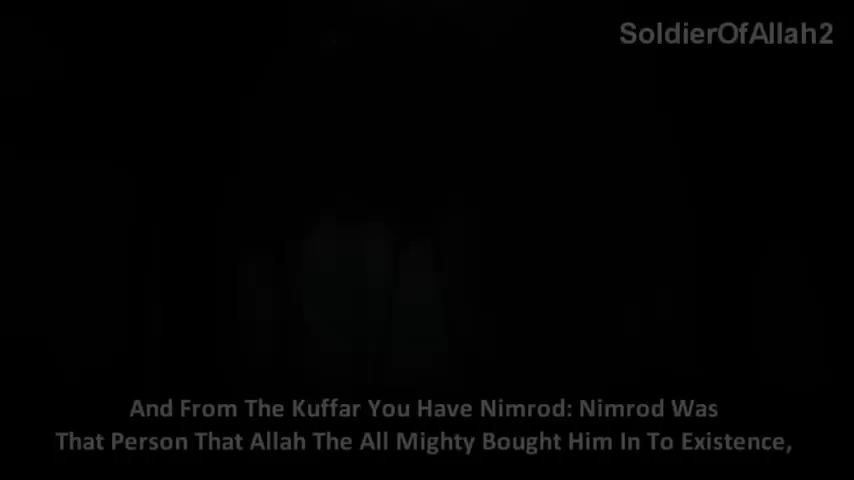 SoldierOfAllah2
And From The Kuffar You Have Nimrod: Nimrod Was
That Person That Allah The All Mighty Bought Him In To Existence,